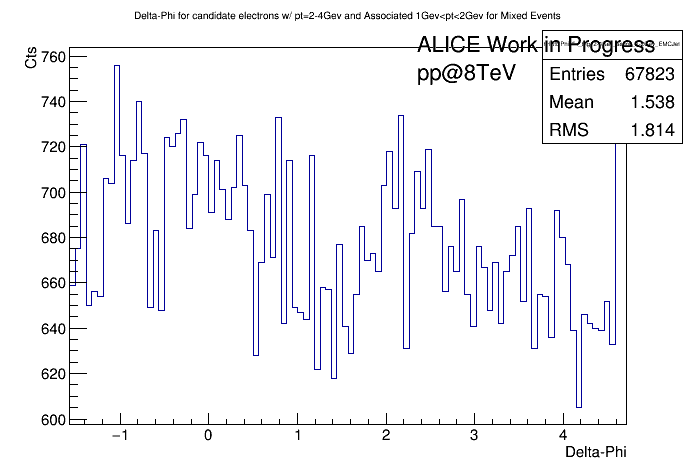 Delta-Phi for candidate electrons w/ pt=2-4Gev and Associated 1Gev<pt<2Gev for Mixed Events
Cts
ALICE Work in Progress
pp@8TeV
EMCJet
Entries 67823
Mean 1.538
RMS 1.814
760
740
720
700
680
660
640
620
600
−1 0 1 2 3 4
Delta-Phi